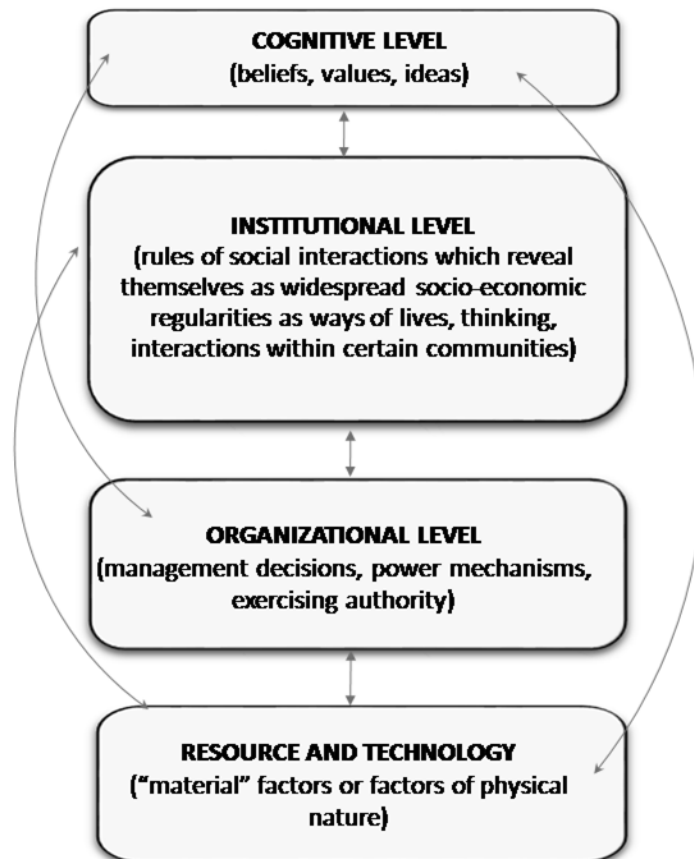 COGNITIVE LEVEL
(beliefs, values, ideas)
INSTITUTIONAL LEVEL
(rules of social interactions which reveal
themselves as widespread socio-economic
regularities as ways of lives, thinking,
interactions within certain communities)
ORGANIZATIONAL LEVEL
(management decisions, power mechanisms,
exercising authority)
RESOURCE AND TECHNOLOGY
(“material” factors or factors of physical
nature)